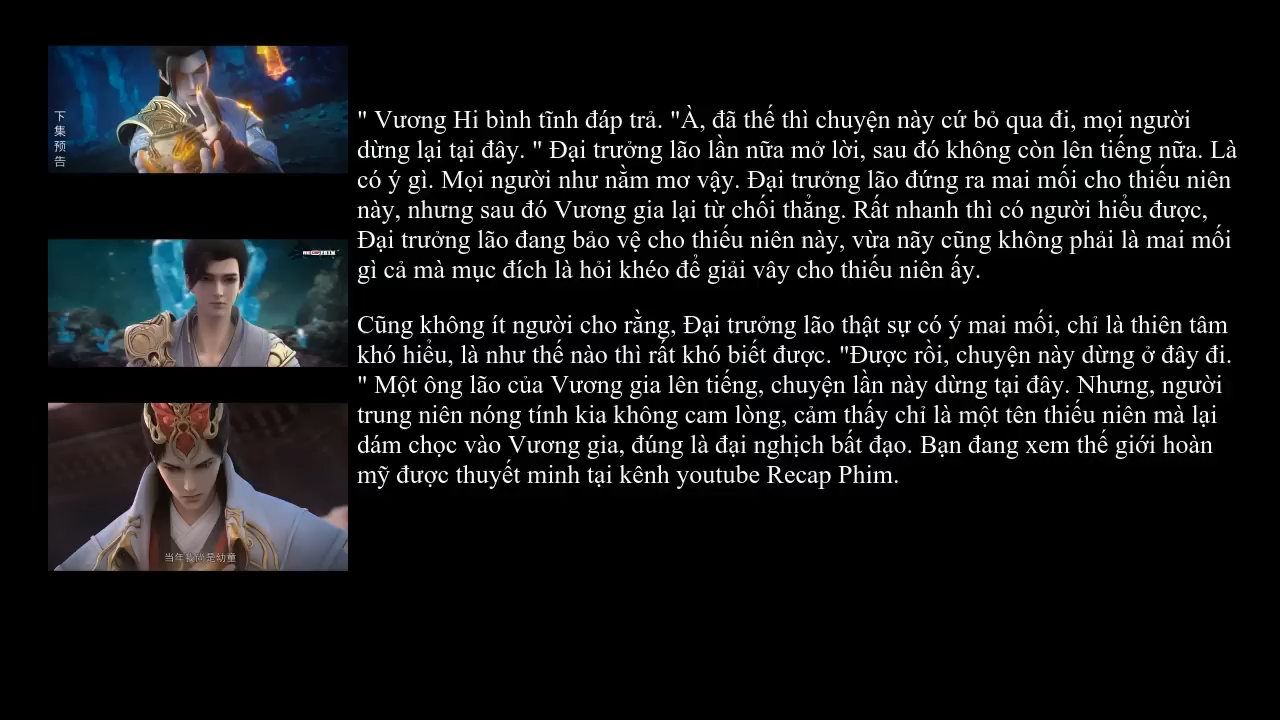 下集预告
" Vương Hi bình tĩnh đáp trả. "À, đã thế thì chuyện này cứ bỏ qua đi, mọi người
dừng lại tại đây. " Đại trưởng lão lần nữa mở lời, sau đó không còn lên tiếng nữa. Là
có ý gì. Mọi người như nằm mơ vậy. Đại trưởng lão đứng ra mai mối cho thiếu niên
này, nhưng sau đó Vương gia lại từ chối thẳng. Rất nhanh thì có người hiểu được,
Đại trưởng lão đang bảo vệ cho thiếu niên này, vừa nãy cũng không phải là mai mối
gì cả mà mục đích là hỏi khéo để giải vây cho thiếu niên ấy.
Cũng không ít người cho rằng, Đại trưởng lão thật sự có ý mai mối, chỉ là thiên tâm
khó hiểu, là như thế nào thì rất khó biết được. "Được rồi, chuyện này dừng ở đây đi.
" Một ông lão của Vương gia lên tiếng, chuyện lần này dừng tại đây. Nhưng, người
trung niên nóng tính kia không cam lòng, cảm thấy chỉ là một tên thiếu niên mà lại
dám chọc vào Vương gia, đúng là đại nghịch bất đạo. Bạn đang xem thế giới hoàn
mỹ được thuyết minh tại kênh youtube Recap Phim.
当年我尚是幼童